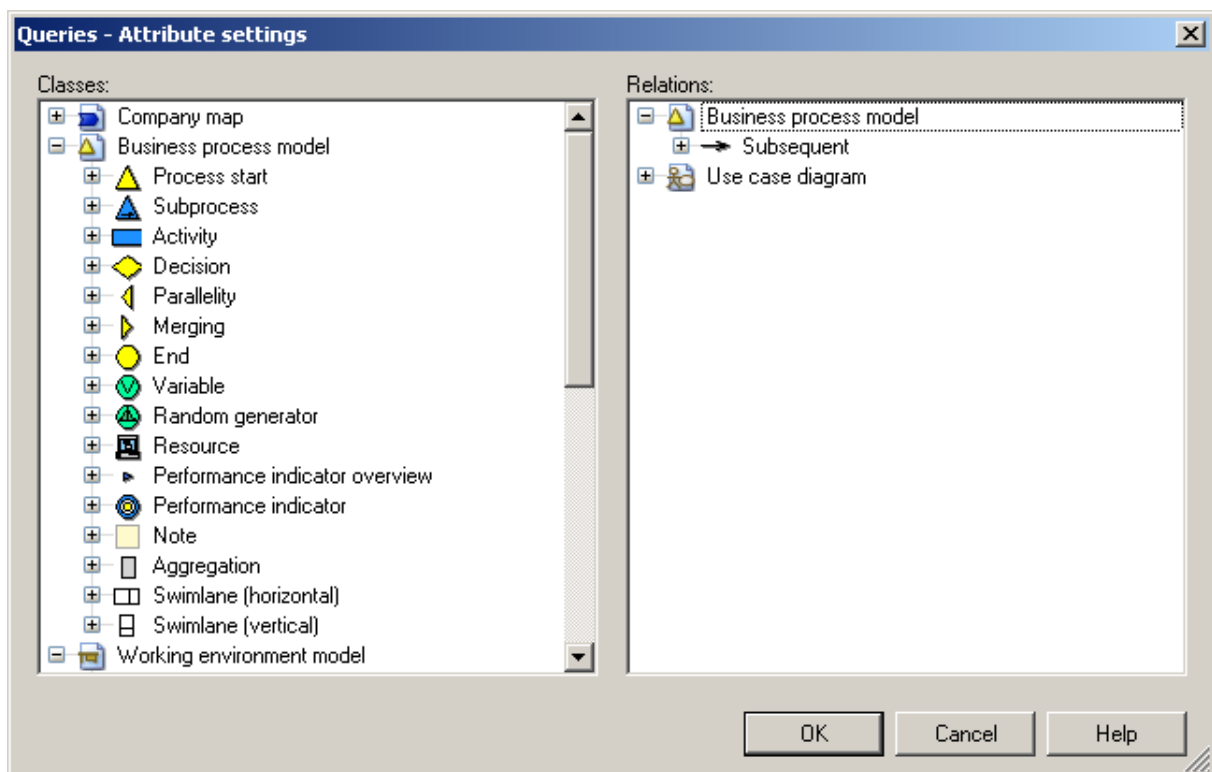 Queries - Attribute settings
Classes:
Company map
Business process model
Process start
Subprocess
Activity
Decision
Parallelity
Merging
End
Variable
Random generator
Resource
Performance indicator overview
Performance indicator
Note
Aggregation
Swimlane (horizontal)
Swimlane (vertical)
Working environment model
Relations:
Business process model
Subsequent
Use case diagram
OK
Cancel
Help